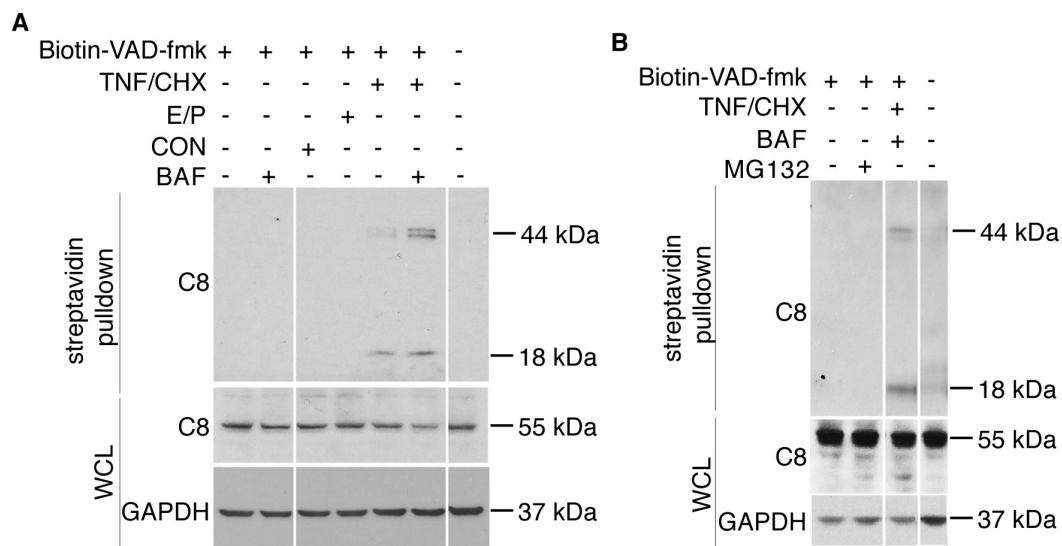 A
Biotin-VAD-fmk + + + + + + -
TNF/CHX - - - - + + -
E/P - - - + - - -
CON - - + - - - -
BAF - + - - - + -
streptavidin pulldown
C8
44 kDa
18 kDa
WCL
C8
55 kDa
GAPDH
37 kDa
B
Biotin-VAD-fmk + + + -
TNF/CHX - - + -
BAF - - + -
MG132 - + - -
streptavidin pulldown
C8
44 kDa
18 kDa
WCL
C8
55 kDa
GAPDH
37 kDa